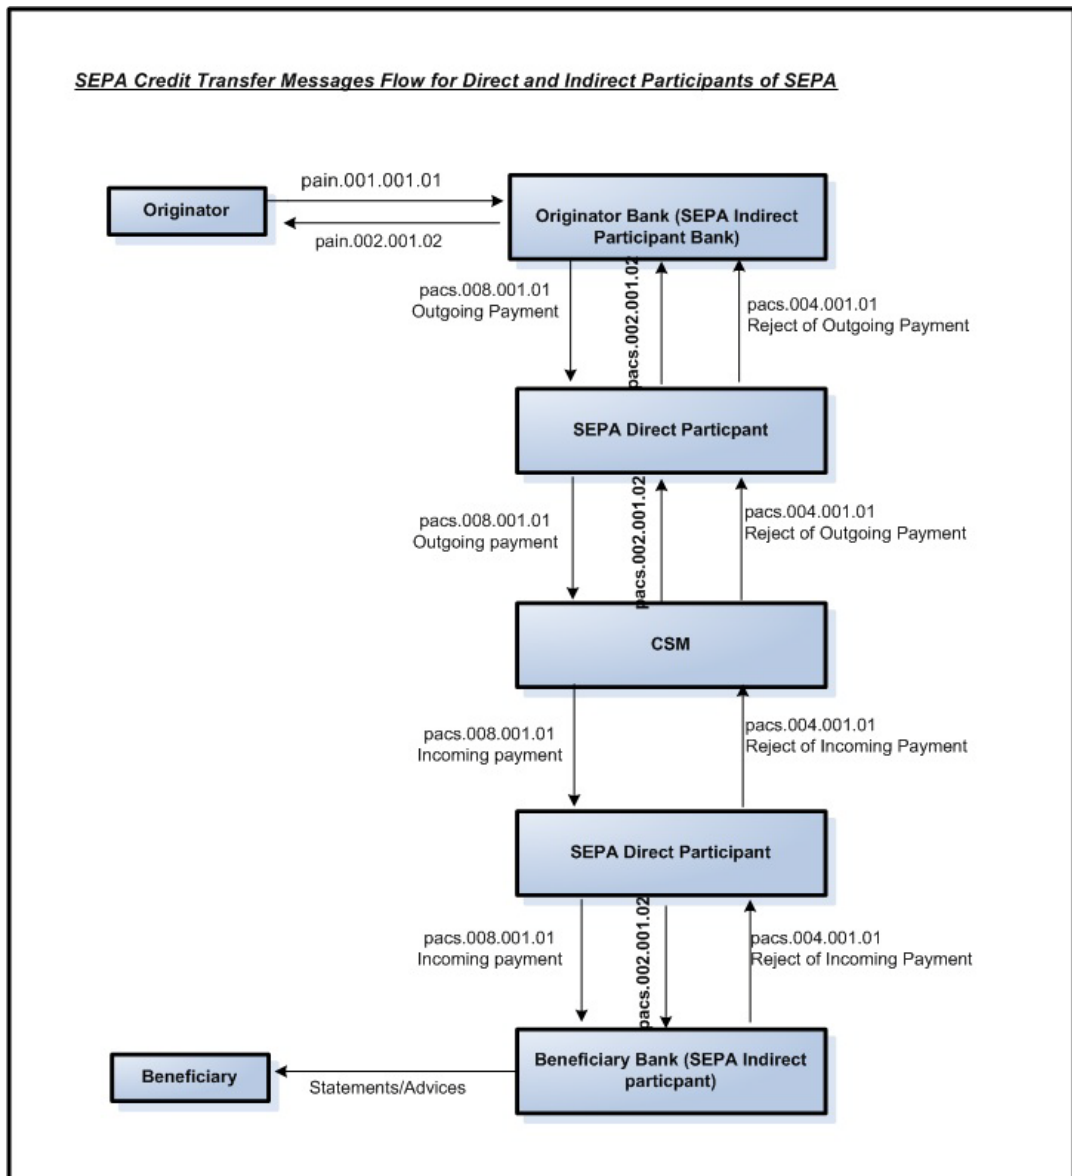 SEPA Credit Transfer Messages Flow for Direct and Indirect Participants of SEPA
pain.001.001.01
Originator
Originator Bank (SEPA Indirect
Participant Bank)
pain.002.001.02
pacs.008.001.01
Outgoing Payment
pacs.002.001.02
pacs.004.001.01
Reject of Outgoing Payment
SEPA Direct Particpant
pacs.008.001.01
Outgoing payment
pacs.002.001.02
pacs.004.001.01
Reject of Outgoing Payment
CSM
pacs.008.001.01
Incoming payment
pacs.004.001.01
Reject of Incoming Payment
SEPA Direct Participant
pacs.008.001.01
Incoming payment
pacs.002.001.02
pacs.004.001.01
Reject of Incoming Payment
Beneficiary Bank (SEPA Indirect
particpant)
Beneficiary
Statements/Advices